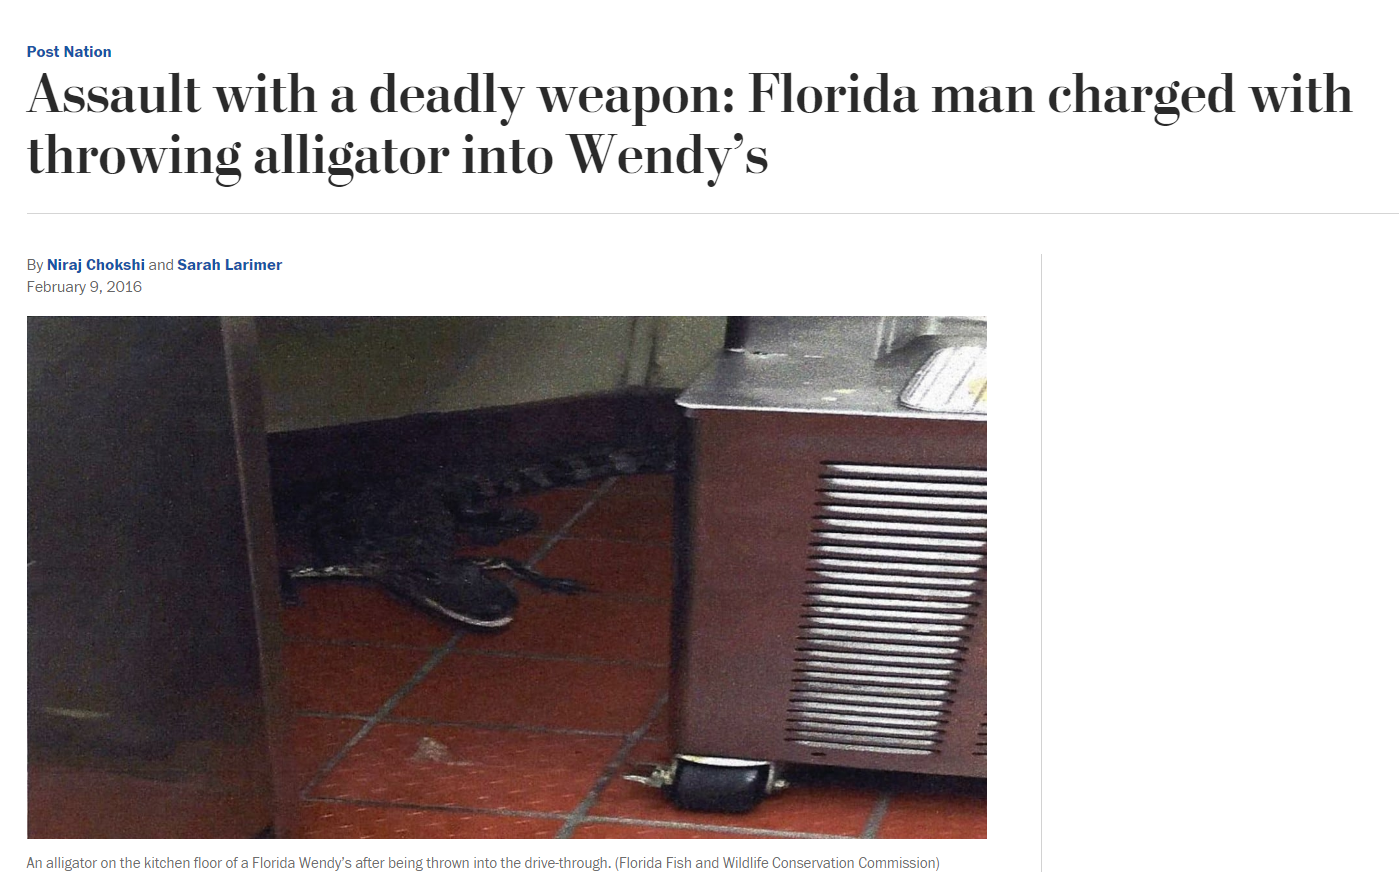 Post Nation
Assault with a deadly weapon: Florida man charged with
throwing alligator into Wendy’s
By Niraj Chokshi and Sarah Larimer
February 9, 2016
An alligator on the kitchen floor of a Florida Wendy’s after being thrown into the drive-through. (Florida Fish and Wildlife Conservation Commission)